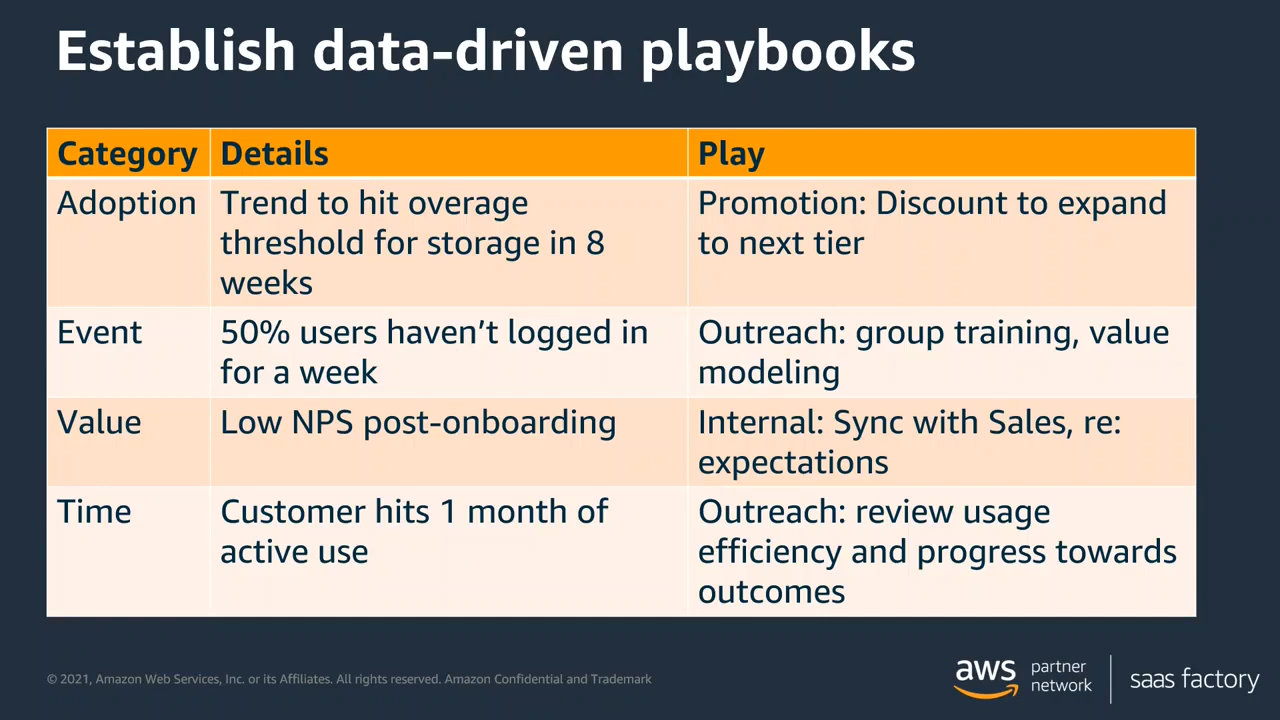 Establish data-driven playbooks
Category
Details
Play
Adoption
Trend to hit overage
threshold for storage in 8
weeks
Promotion: Discount to expand
to next tier
Event
50% users haven’t logged in
for a week
Outreach: group training, value
modeling
Value
Low NPS post-onboarding
Internal: Sync with Sales, re:
expectations
Time
Customer hits 1 month of
active use
Outreach: review usage
efficiency and progress towards
outcomes
© 2021, Amazon Web Services, Inc. or its Affiliates. All rights reserved. Amazon Confidential and Trademark
aws
partner
network
saas factory